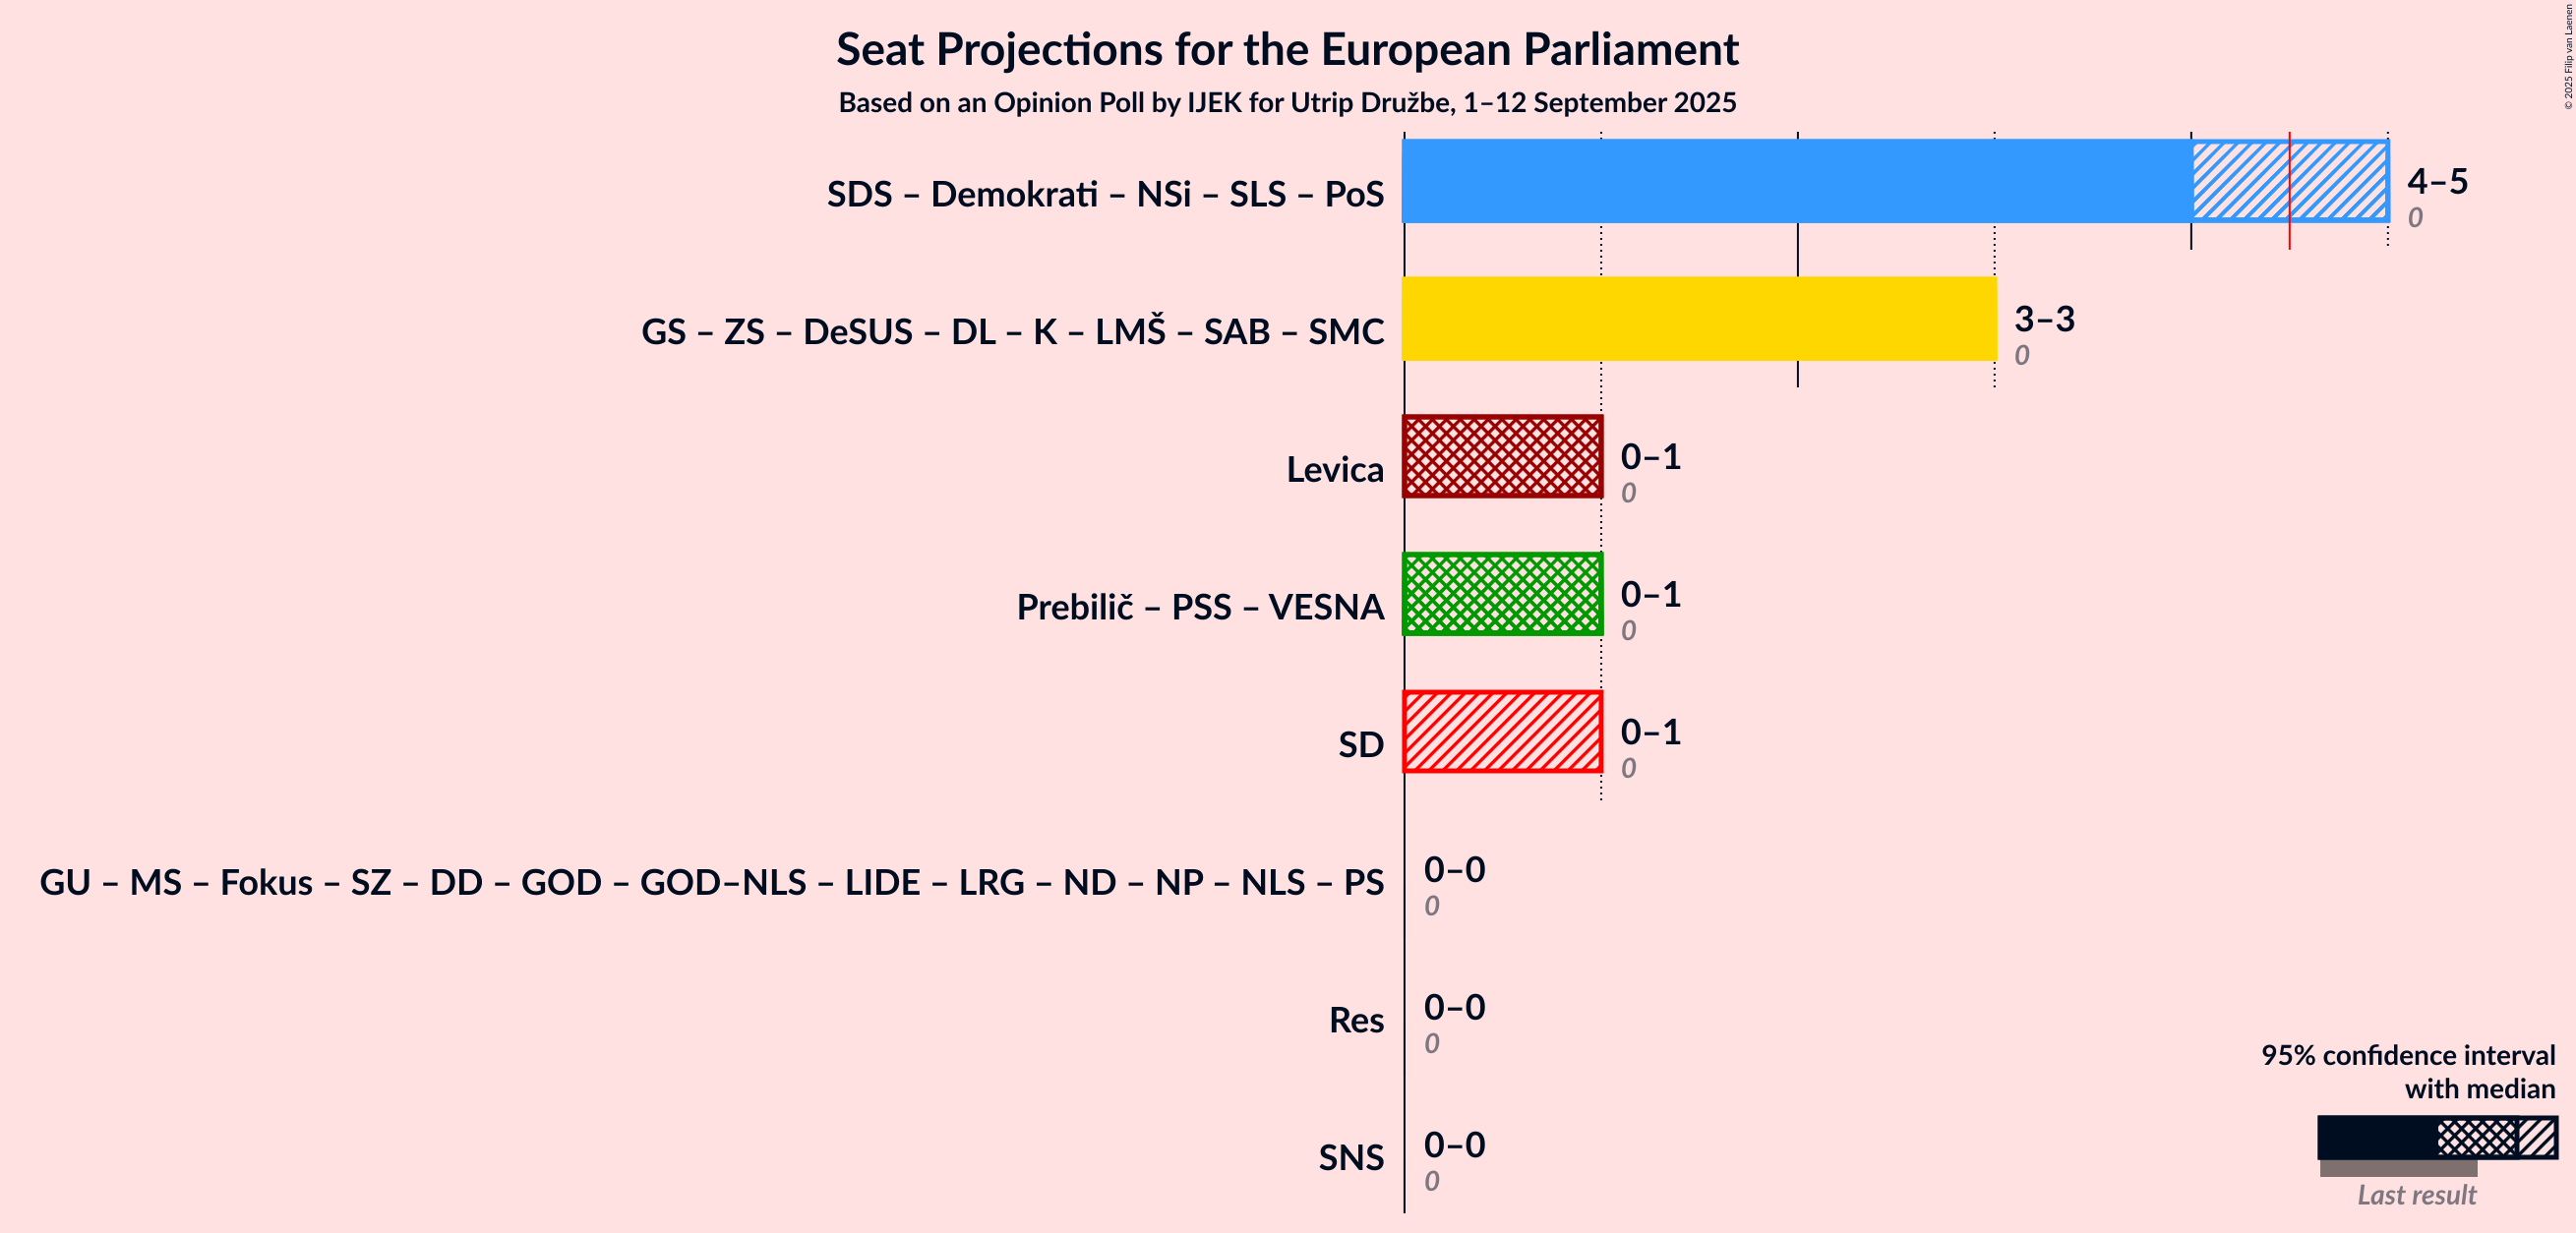 Seat Projections for the European Parliament
Based on an Opinion Poll by IJEK for Utrip Družbe, 1–12 September 2025
© 2025 Filip van Laenen
SDS – Demokrati – NSi – SLS – PoS
4–5
0
GS – ZS – DeSUS – DL – K – LMŠ – SAB – SMC
3–3
0
Levica
0–1
0
Prebilič – PSS – VESNA
0–1
0
SD
0–1
0
GU – MS – Fokus – SZ – DD – GOD – GOD–NLS – LIDE – LRG – ND – NP – NLS – PS
0–0
0
Res
0–0
0
SNS
0–0
0
95% confidence interval
with median
Last result